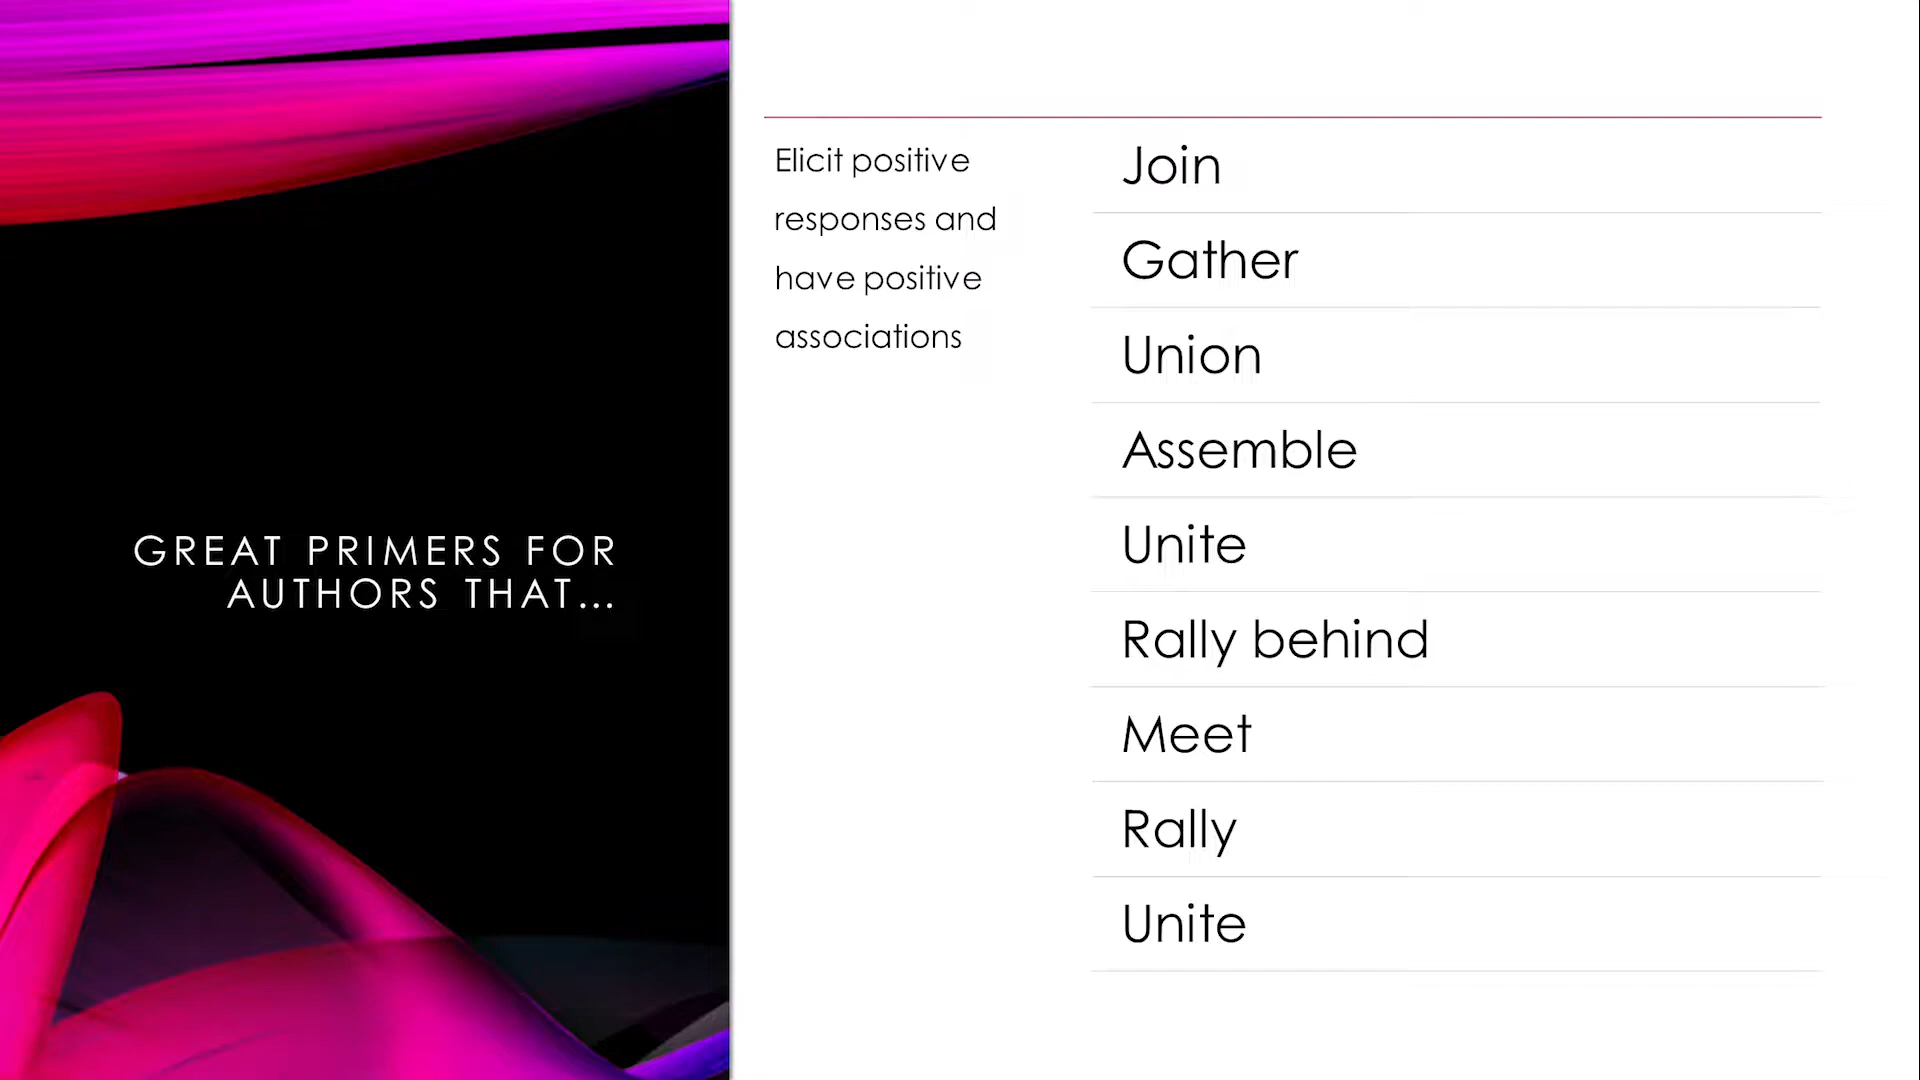 GREAT PRIMERS FOR
AUTHORS THAT...
Elicit positive
responses and
have positive
associations
Join
Gather
Union
Assemble
Unite
Rally behind
Meet
Rally
Unite